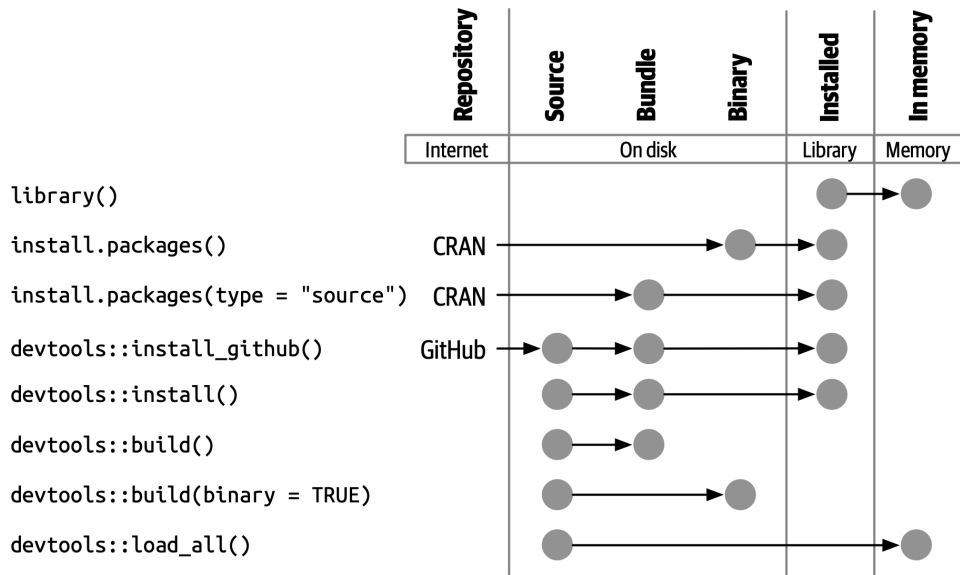 Repository
Source
Bundle
Binary
Installed
In memory
Internet On disk Library Memory
library()
install.packages() CRAN
install.packages(type = "source") CRAN
devtools::install_github() GitHub
devtools::install()
devtools::build()
devtools::build(binary = TRUE)
devtools::load_all()